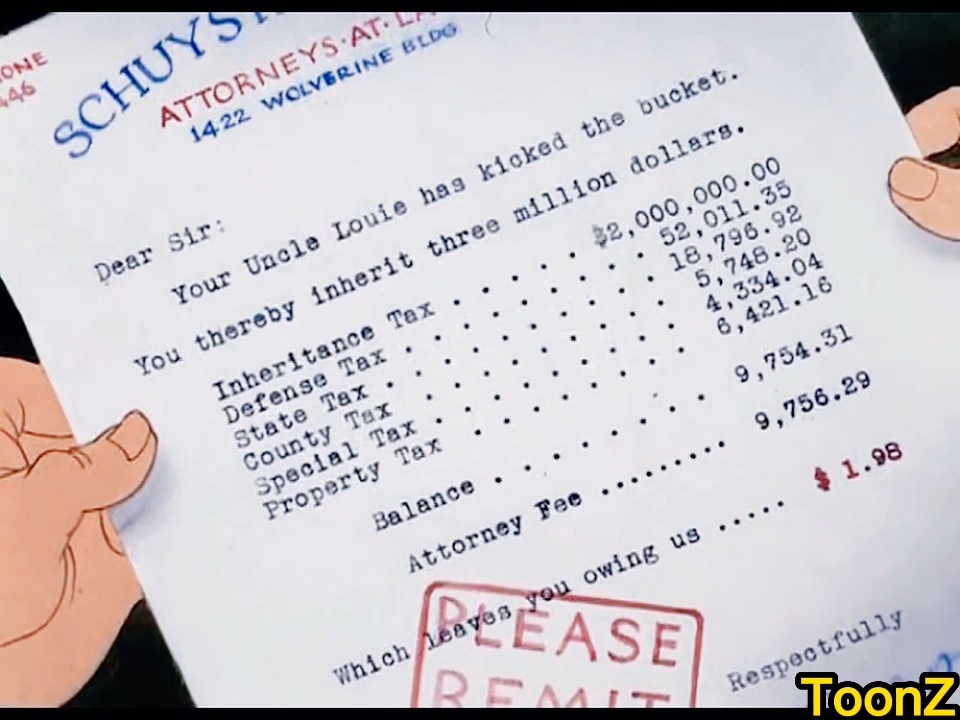 ONE
446
SCHUYS
ATTORNEYS·AT·LA
1422 WOLVERINE BLDG
Dear Sir:
Your Uncle Louie has kicked the bucket.
You thereby inherit three million dollars.
Inheritance Tax . . . . . . $2,000,000.00
Defense Tax . . . . . . . . 52,011.35
State Tax . . . . . . . . . 18,796.92
County Tax . . . . . . . . 5,748.20
Special Tax . . . . . . . . 4,334.04
Property Tax . . . . . . . 6,421.16
Balance . . . . . . . . 9,754.31
Attorney Fee ......... 9,756.29
Which leaves you owing us ..... $ 1.98
PLEASE
REMIT
Respectfully
ToonZ